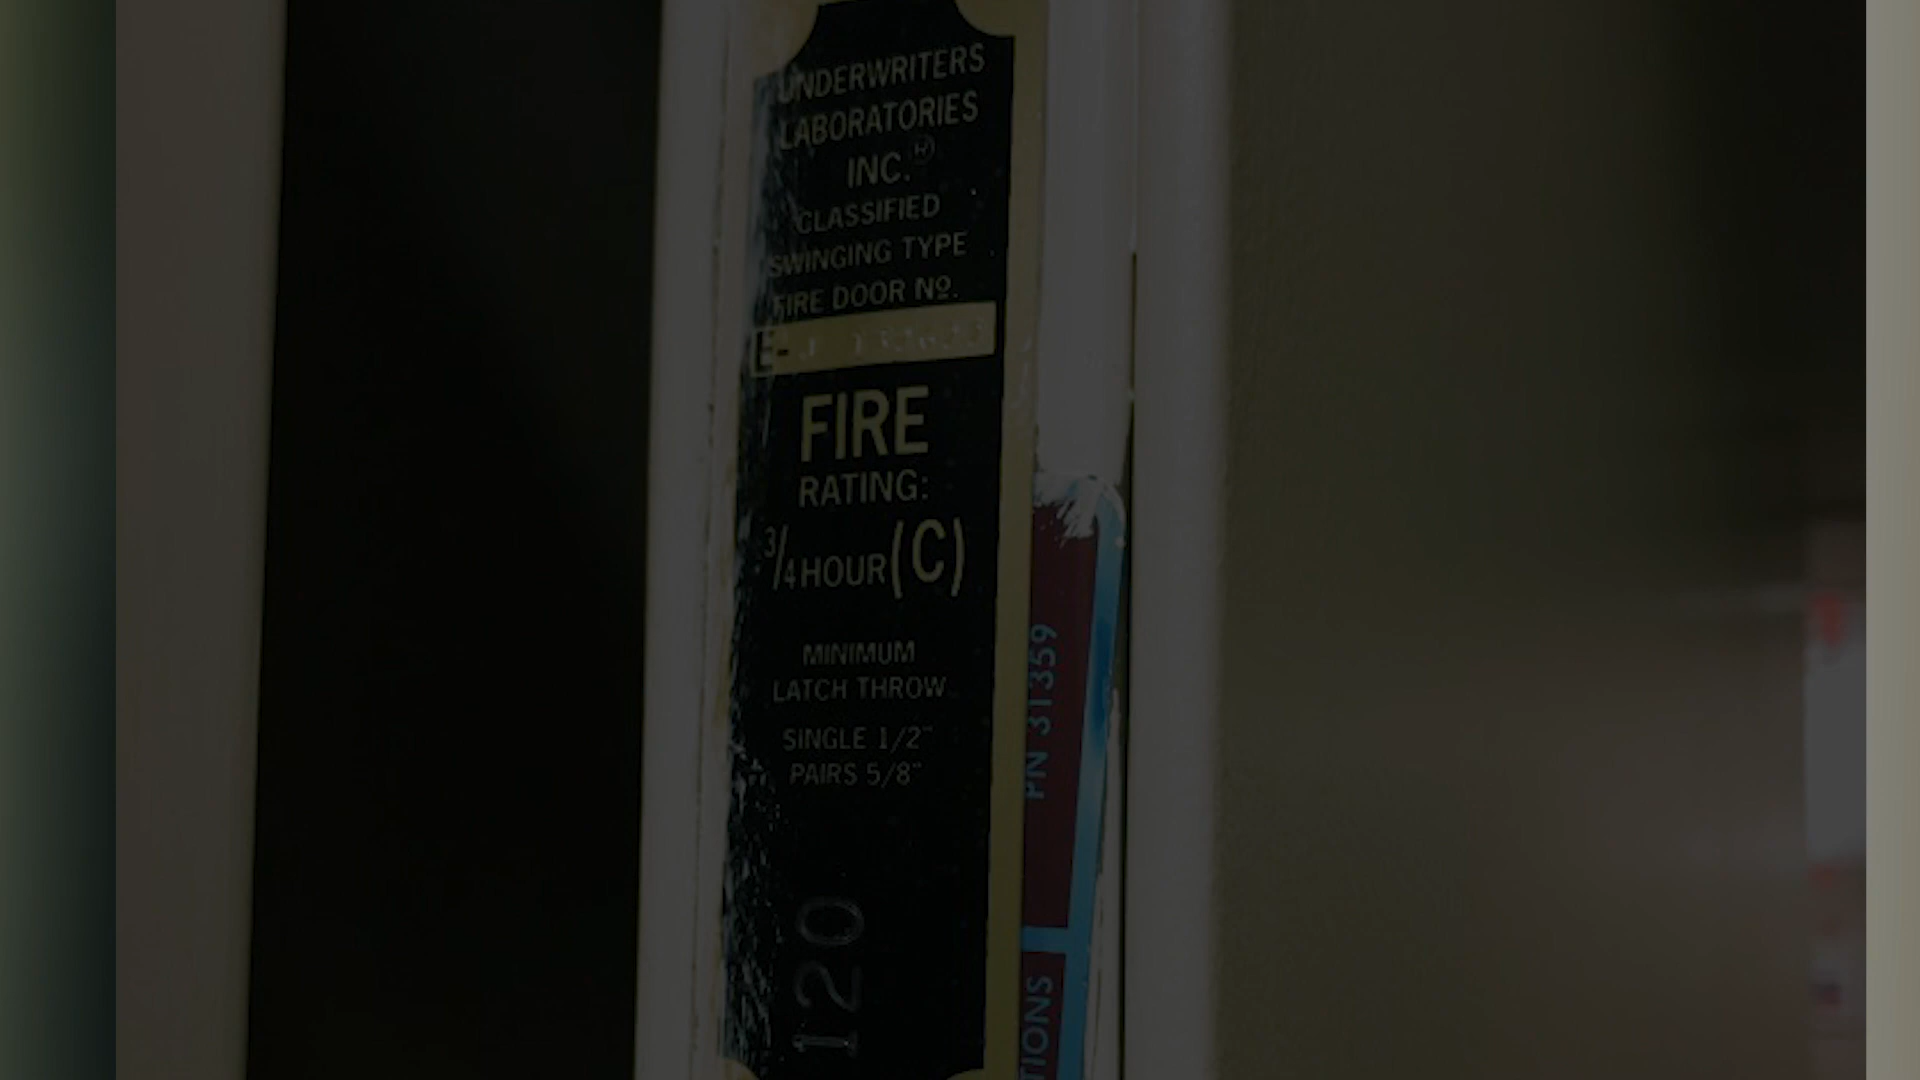 UNDERWRITERS
LABORATORIES
INC.®
CLASSIFIED
SWINGING TYPE
FIRE DOOR Nº.
FIRE
RATING:
3/4 HOUR (C)
MINIMUM
LATCH THROW
SINGLE 1/2"
PAIRS 5/8"
120
PN 31359
TIONS